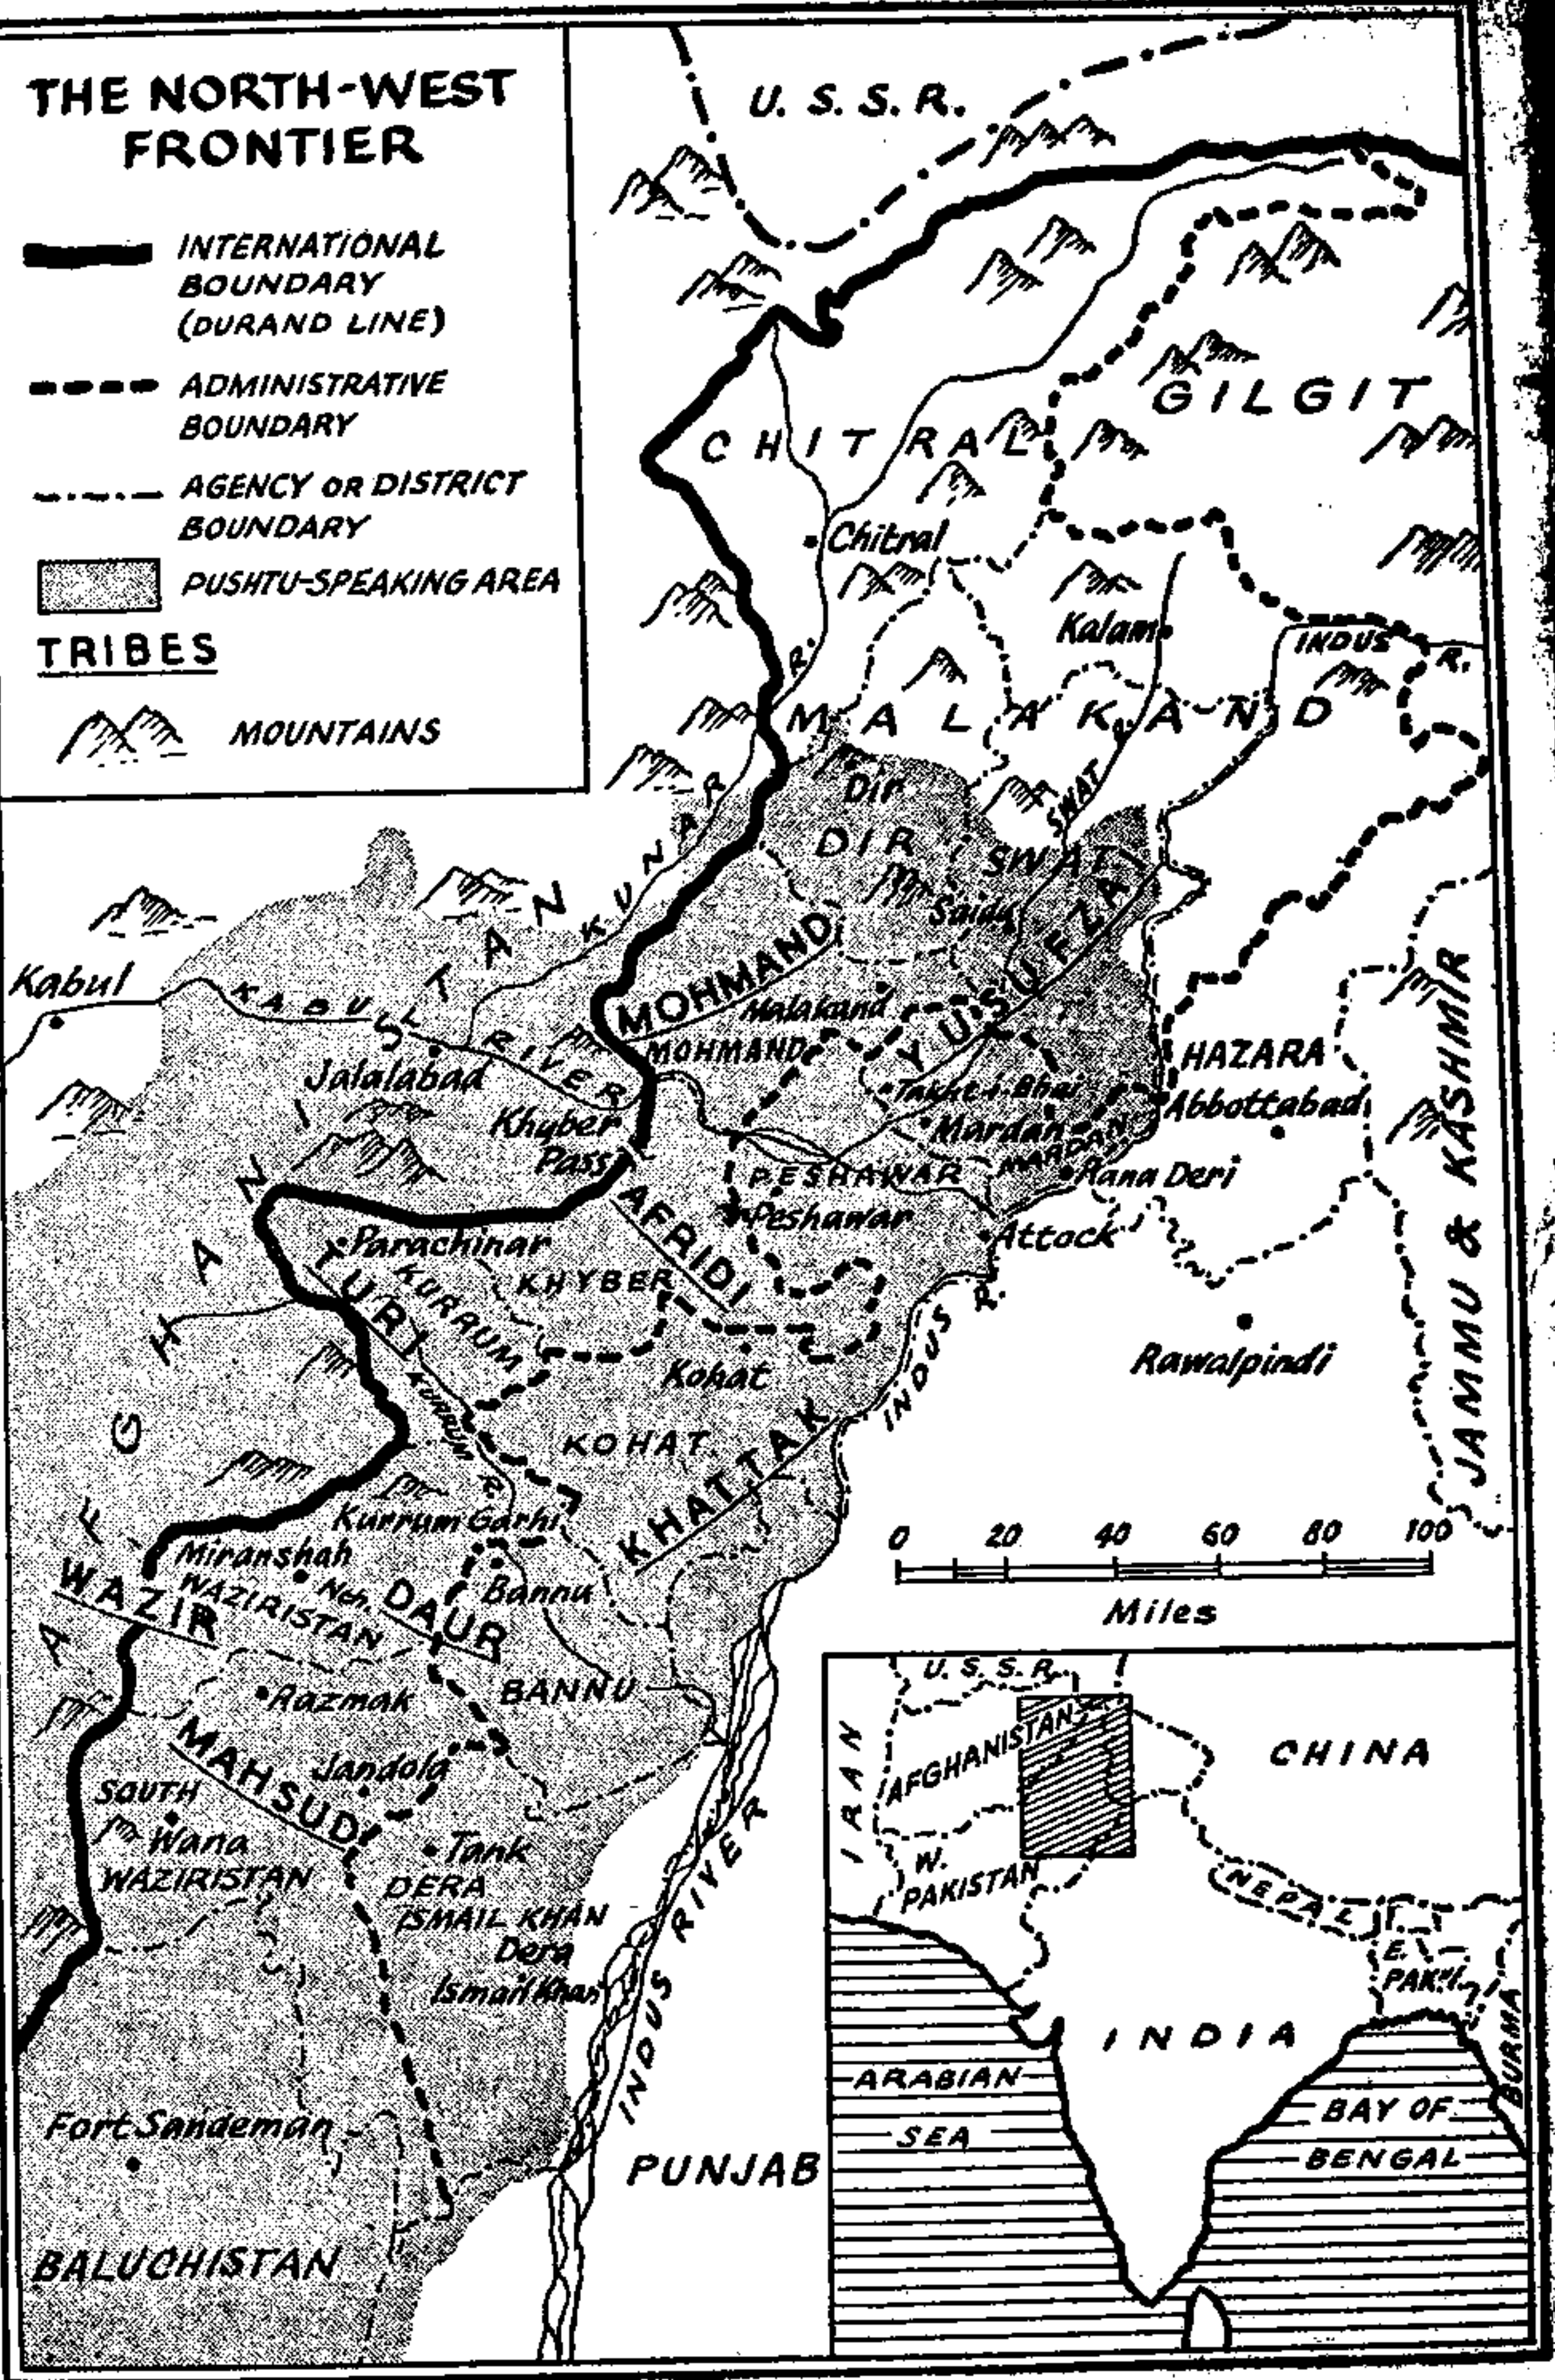 THE NORTH-WEST
FRONTIER
INTERNATIONAL
BOUNDARY
(DURAND LINE)
ADMINISTRATIVE
BOUNDARY
AGENCY OR DISTRICT
BOUNDARY
PUSHTU-SPEAKING AREA
TRIBES
MOUNTAINS
U. S. S. R.
GILGIT
CHITRAL
Chitral
Kalam
INDUS R.
MALAKAND
Dir
DIR
SWAT R.
SWAT
Saidu
YUSUFZAI
KUNAR R.
AFGHANISTAN
Kabul
KABUL RIVER
Jalalabad
MOHMAND
Malakand
MOHMAND
Takht-i-Bhai
Mardan
MARDAN
HAZARA
Abbottabad
JAMMU & KASHMIR
Khyber
Pass
PESHAWAR
Peshawar
Rana Deri
Attock
AFRIDI
Parachinar
TURI
KURRUM
KHYBER
Kohat
INDUS R.
Rawalpindi
KURRUM R.
KOHAT
KHATTAK
Kurrum Garhi
Miranshah
Nth.
WAZIRISTAN
WAZIR
DAUR
Bannu
BANNU
Razmak
MAHSUD
Jandola
SOUTH
Wana
WAZIRISTAN
Tank
DERA
ISMAIL KHAN
Dera
Ismail Khan
INDUS RIVER
Fort Sandeman
PUNJAB
BALUCHISTAN
0 20 40 60 80 100
Miles
U. S. S. R.
IRAN
AFGHANISTAN
CHINA
W.
PAKISTAN
NEPAL
E.
PAK'N
BURMA
INDIA
ARABIAN
SEA
BAY OF
BENGAL